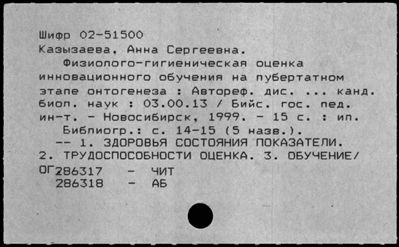 Шифр 02-51500
Казызаева, Анна Сергеевна.
Физиолого-гигиеническая оценка
инновационного обучения на пубертатном
этапе онтогенеза : Автореф. дис. ... канд.
биол. наук : 03.00.13 / Бийс. гос. пед.
ин-т. - Новосибирск, 1999. - 15 с. : ил.
Библиогр.: с. 14-15 (5 назв.).
-- 1. ЗДОРОВЬЯ СОСТОЯНИЯ ПОКАЗАТЕЛИ.
2. ТРУДОСПОСОБНОСТИ ОЦЕНКА. 3. ОБУЧЕНИЕ/
ОГ
286317 - ЧИТ
286318 - АБ